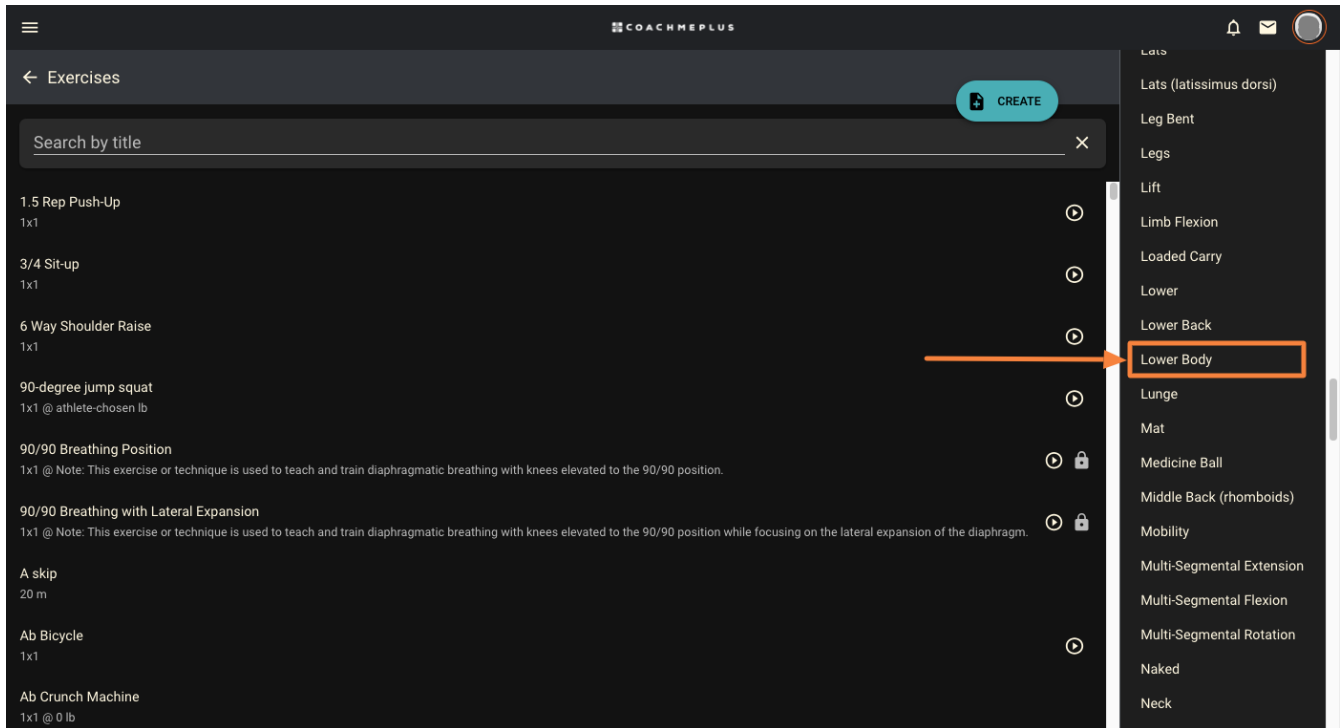 COACHMEPLUS
Exercises
CREATE
Search by title
1.5 Rep Push-Up
1x1
3/4 Sit-up
1x1
6 Way Shoulder Raise
1x1
90-degree jump squat
1x1 @ athlete-chosen lb
90/90 Breathing Position
1x1 @ Note: This exercise or technique is used to teach and train diaphragmatic breathing with knees elevated to the 90/90 position.
90/90 Breathing with Lateral Expansion
1x1 @ Note: This exercise or technique is used to teach and train diaphragmatic breathing with knees elevated to the 90/90 position while focusing on the lateral expansion of the diaphragm.
A skip
20 m
Ab Bicycle
1x1
Ab Crunch Machine
1x1 @ 0 lb
Lats
Lats (latissimus dorsi)
Leg Bent
Legs
Lift
Limb Flexion
Loaded Carry
Lower
Lower Back
Lower Body
Lunge
Mat
Medicine Ball
Middle Back (rhomboids)
Mobility
Multi-Segmental Extension
Multi-Segmental Flexion
Multi-Segmental Rotation
Naked
Neck